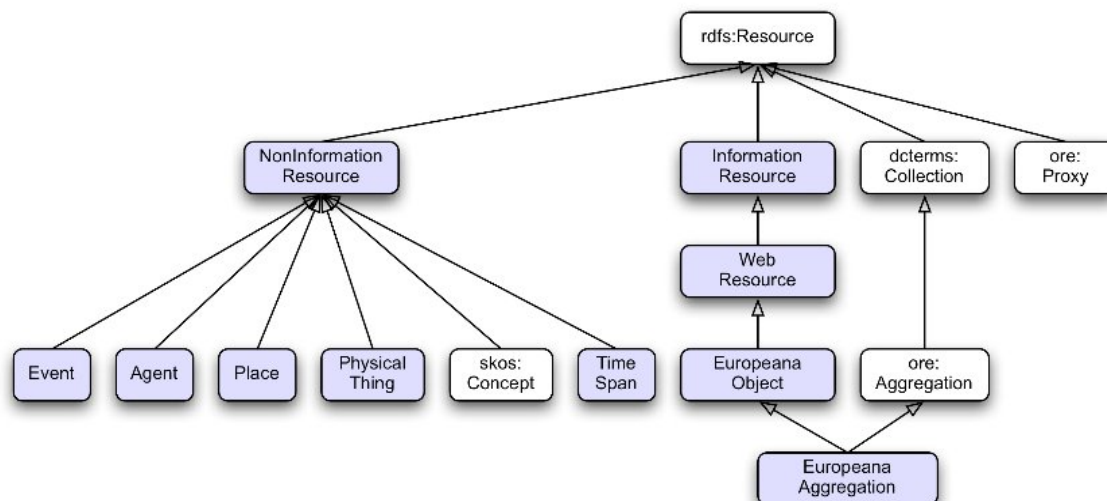 rdfs:Resource
NonInformation
Resource
Information
Resource
dcterms:
Collection
ore:
Proxy
Web
Resource
Event
Agent
Place
Physical
Thing
skos:
Concept
Time
Span
Europeana
Object
ore:
Aggregation
Europeana
Aggregation